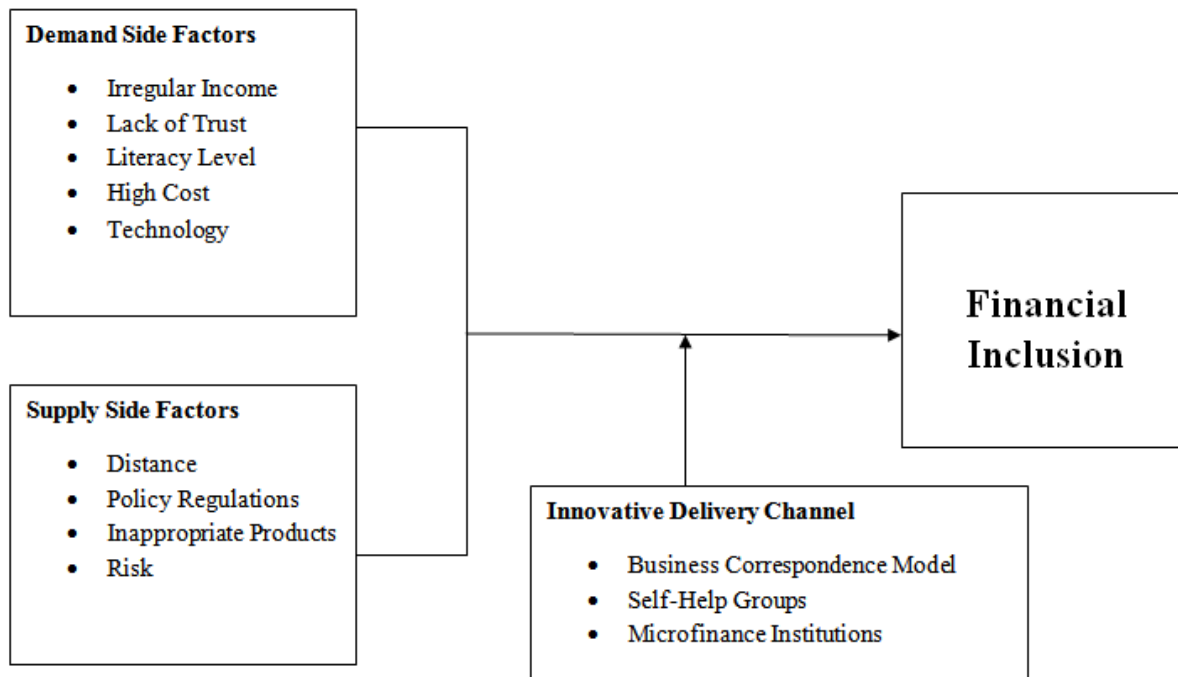 Demand Side Factors
• Irregular Income
• Lack of Trust
• Literacy Level
• High Cost
• Technology
Supply Side Factors
• Distance
• Policy Regulations
• Inappropriate Products
• Risk
Innovative Delivery Channel
• Business Correspondence Model
• Self-Help Groups
• Microfinance Institutions
Financial
Inclusion